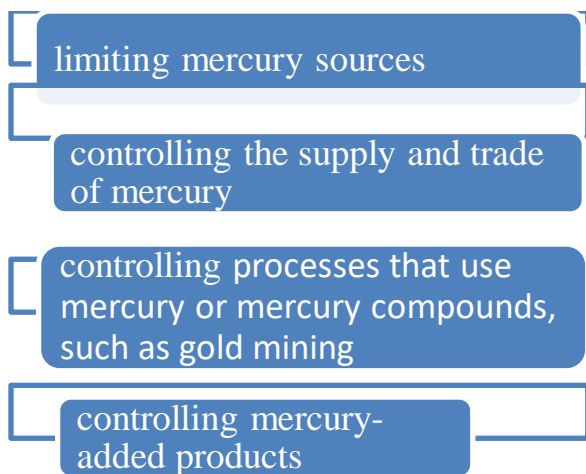 limiting mercury sources
controlling the supply and trade
of mercury
controlling processes that use
mercury or mercury compounds,
such as gold mining
controlling mercury-
added products